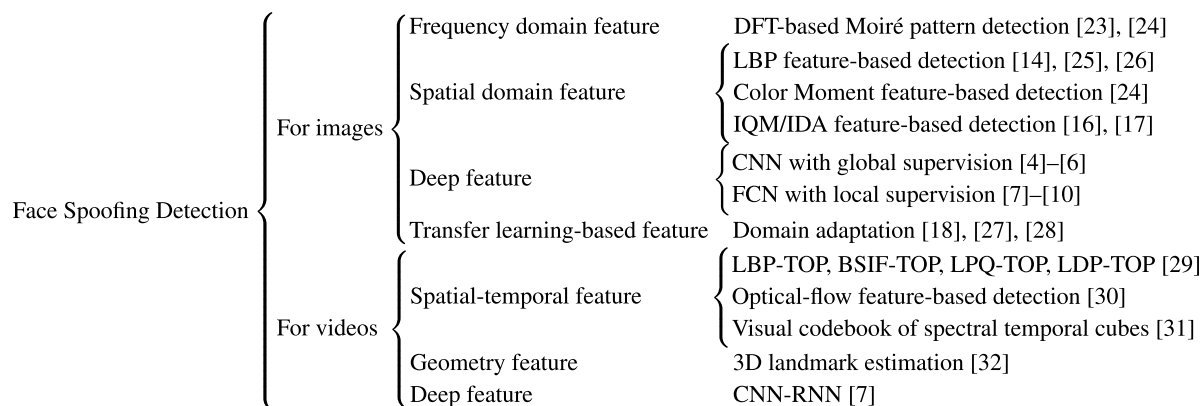 Frequency domain feature DFT-based Moiré pattern detection [23], [24]
LBP feature-based detection [14], [25], [26]
Spatial domain feature Color Moment feature-based detection [24]
For images IQM/IDA feature-based detection [16], [17]
CNN with global supervision [4]–[6]
Deep feature
FCN with local supervision [7]–[10]
Face Spoofing Detection
Transfer learning-based feature Domain adaptation [18], [27], [28]
LBP-TOP, BSIF-TOP, LPQ-TOP, LDP-TOP [29]
Spatial-temporal feature Optical-flow feature-based detection [30]
For videos Visual codebook of spectral temporal cubes [31]
Geometry feature 3D landmark estimation [32]
Deep feature CNN-RNN [7]